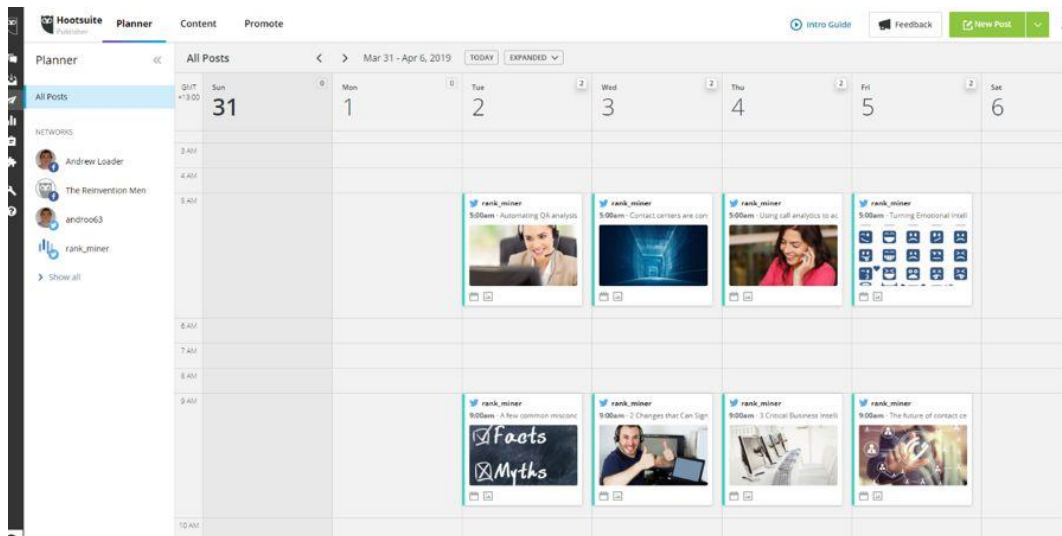 Hootsuite
Publisher
Planner
Content
Promote
Intro Guide
Feedback
New Post
Planner
All Posts
NETWORKS
Andrew Loader
The Reinvention Men
androo63
rank_miner
Show all
All Posts
Mar 31 - Apr 6, 2019
TODAY
EXPANDED
GMT
+13:00
Sun
31
0
Mon
1
0
Tue
2
2
Wed
3
2
Thu
4
2
Fri
5
2
Sat
6
3 AM
4 AM
5 AM
rank_miner
5:00am · Automating QA analysis
rank_miner
5:00am · Contact centers are con
rank_miner
5:00am · Using call analytics to ac
rank_miner
5:00am · Turning Emotional Intell
6 AM
7 AM
8 AM
9 AM
rank_miner
9:00am · A few common misconc
Facts
Myths
rank_miner
9:00am · 2 Changes that Can Sign
rank_miner
9:00am · 3 Critical Business Intelli
rank_miner
9:00am · The future of contact ce
10 AM